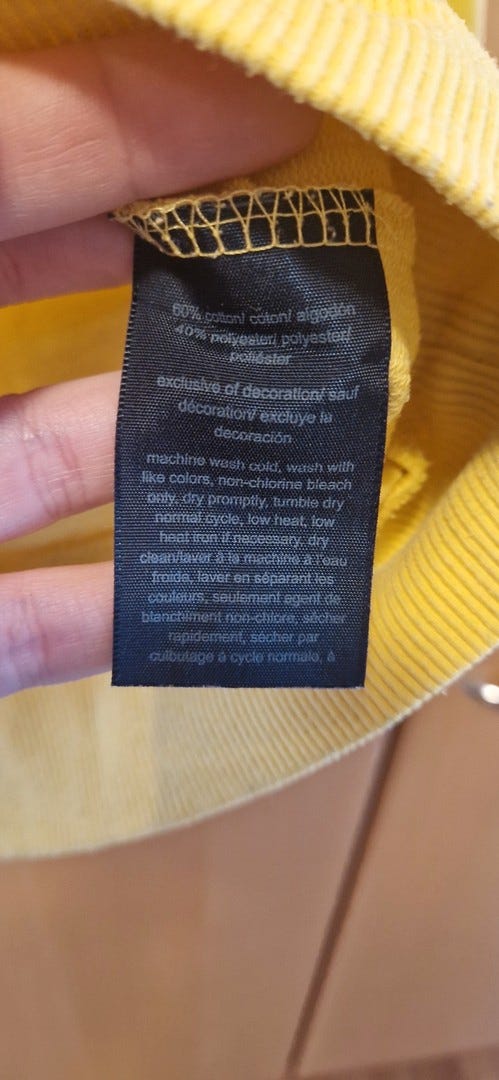 60% cotton/ coton/ algodón
40% polyester/ polyester/
poliéster
exclusive of decoration/ sauf
décoration/ excluye la
decoración
machine wash cold, wash with
like colors, non-chlorine bleach
only, dry promptly, tumble dry
normal cycle, low heat, low
heat iron if necessary, dry
clean/laver à la machine à l'eau
froide, laver en séparant les
couleurs, seulement agent de
blanchiment non-chlore, sécher
rapidement, sécher par
culbutage à cycle normale, à